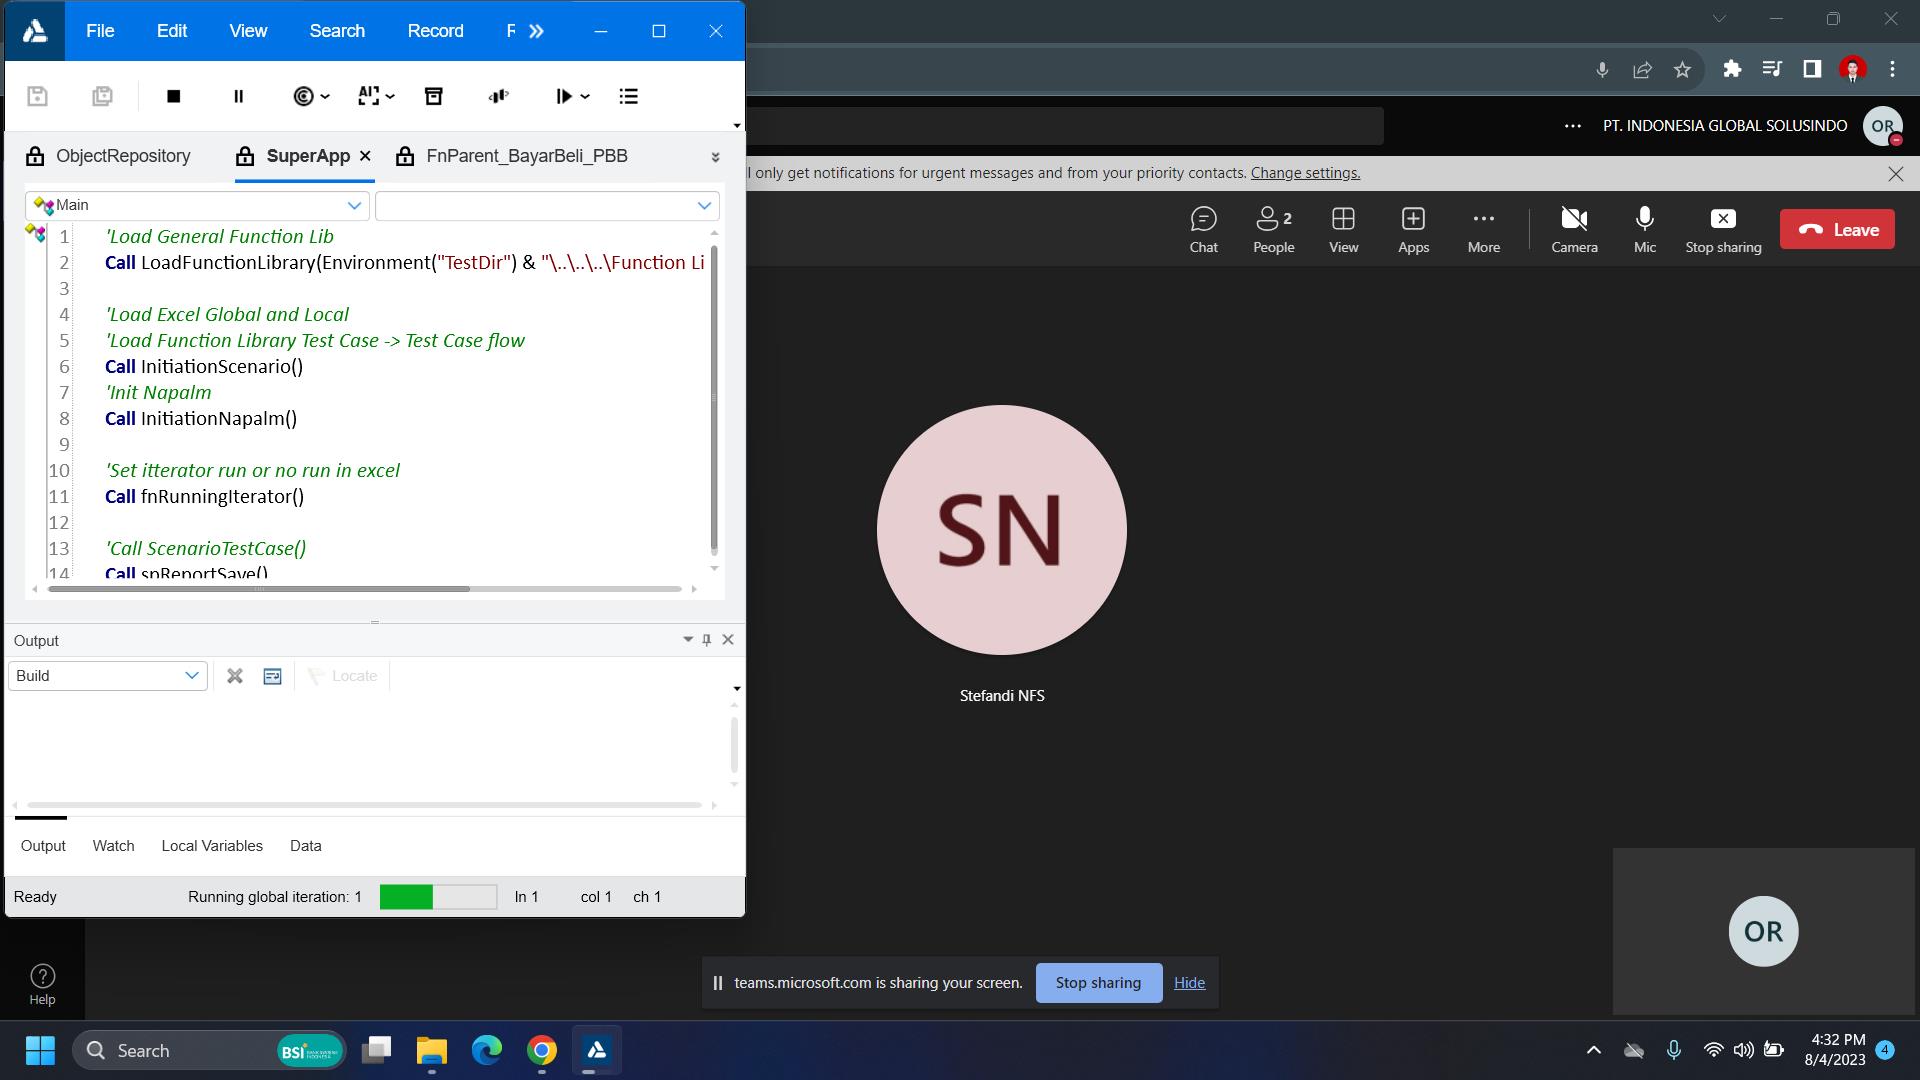 File Edit View Search Record R
ObjectRepository SuperApp FnParent_BayarBeli_PBB
Main
1 'Load General Function Lib
2 Call LoadFunctionLibrary(Environment("TestDir") & "\..\..\..\Function Li
3
4 'Load Excel Global and Local
5 'Load Function Library Test Case -> Test Case flow
6 Call InitiationScenario()
7 'Init Napalm
8 Call InitiationNapalm()
9
10 'Set itterator run or no run in excel
11 Call fnRunningIterator()
12
13 'Call ScenarioTestCase()
14 Call spReportSave()
Output
Build Locate
Output Watch Local Variables Data
Ready Running global iteration: 1 ln 1 col 1 ch 1
PT. INDONESIA GLOBAL SOLUSINDO OR
l only get notifications for urgent messages and from your priority contacts. Change settings.
2
Chat People View Apps More Camera Mic Stop sharing Leave
SN
Stefandi NFS
OR
teams.microsoft.com is sharing your screen. Stop sharing Hide
Help
Search BSI
4:32 PM
8/4/2023 4